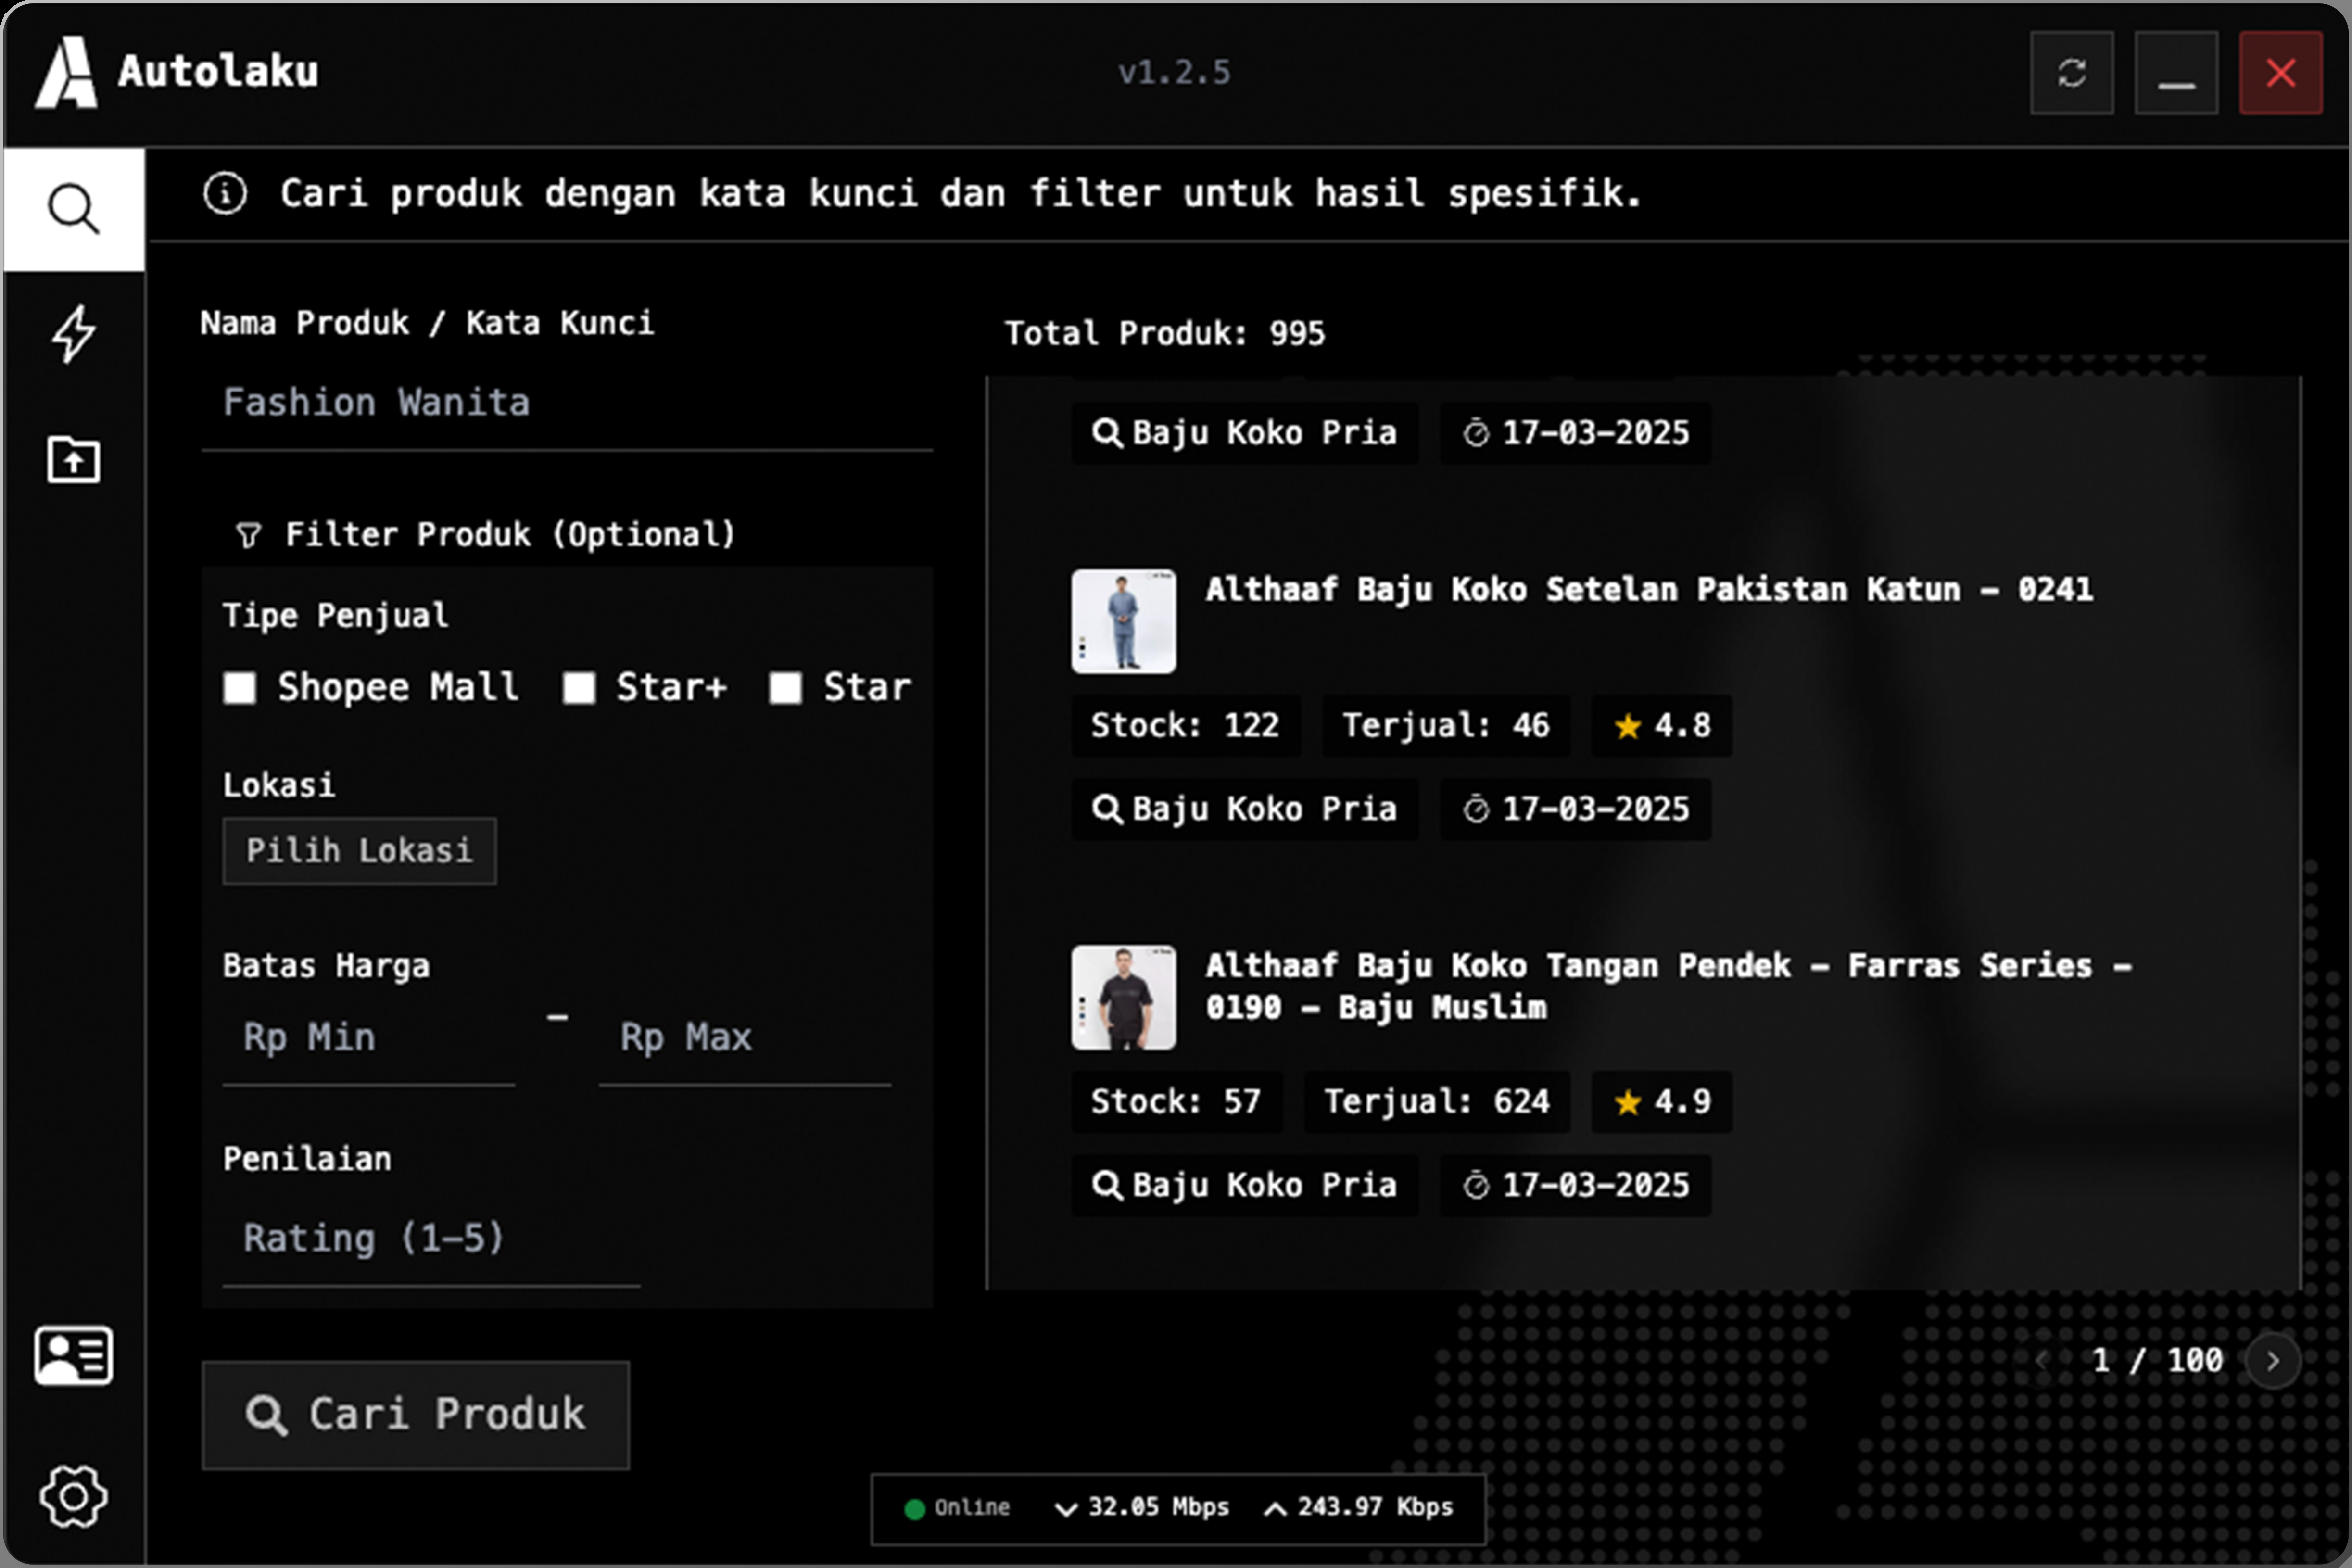 Autolaku
v1.2.5
Cari produk dengan kata kunci dan filter untuk hasil spesifik.
Nama Produk / Kata Kunci
Fashion Wanita
Filter Produk (Optional)
Tipe Penjual
Shopee Mall Star+ Star
Lokasi
Pilih Lokasi
Batas Harga
Rp Min – Rp Max
Penilaian
Rating (1–5)
Cari Produk
Total Produk: 995
Baju Koko Pria 17–03–2025
Althaaf Baju Koko Setelan Pakistan Katun – 0241
Stock: 122 Terjual: 46 ★ 4.8
Baju Koko Pria 17–03–2025
Althaaf Baju Koko Tangan Pendek – Farras Series –
0190 – Baju Muslim
Stock: 57 Terjual: 624 ★ 4.9
Baju Koko Pria 17–03–2025
1 / 100
Online 32.05 Mbps 243.97 Kbps